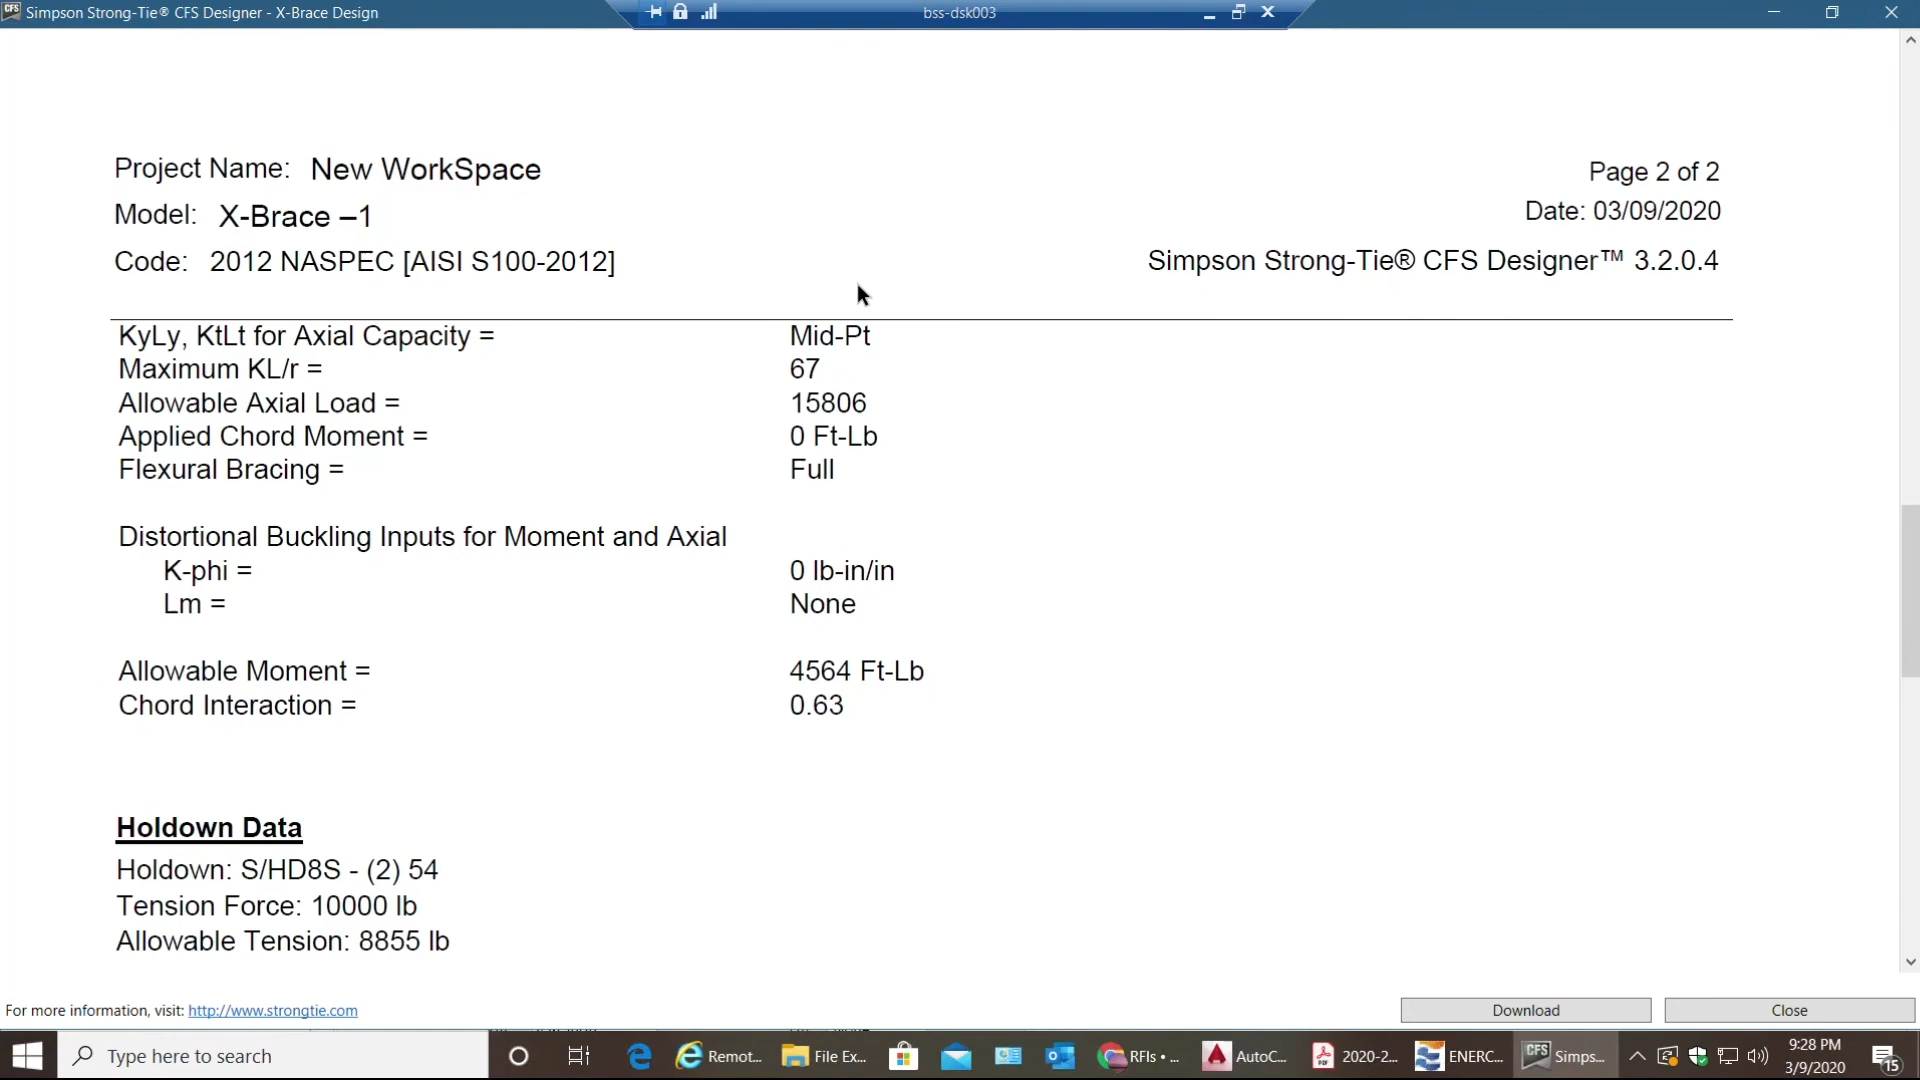 CFS Simpson Strong-Tie® CFS Designer - X-Brace Design
bss-dsk003
Project Name: New WorkSpace
Page 2 of 2
Model: X-Brace –1
Date: 03/09/2020
Code: 2012 NASPEC [AISI S100-2012]
Simpson Strong-Tie® CFS Designer™ 3.2.0.4
KyLy, KtLt for Axial Capacity = Mid-Pt
Maximum KL/r = 67
Allowable Axial Load = 15806
Applied Chord Moment = 0 Ft-Lb
Flexural Bracing = Full
Distortional Buckling Inputs for Moment and Axial
K-phi = 0 lb-in/in
Lm = None
Allowable Moment = 4564 Ft-Lb
Chord Interaction = 0.63
Holdown Data
Holdown: S/HD8S - (2) 54
Tension Force: 10000 lb
Allowable Tension: 8855 lb
For more information, visit: http://www.strongtie.com
Download
Close
Type here to search
Remot...
File Ex...
RFIs • ...
AutoC...
2020-2...
ENERC...
CFS Simps...
9:28 PM
3/9/2020
15